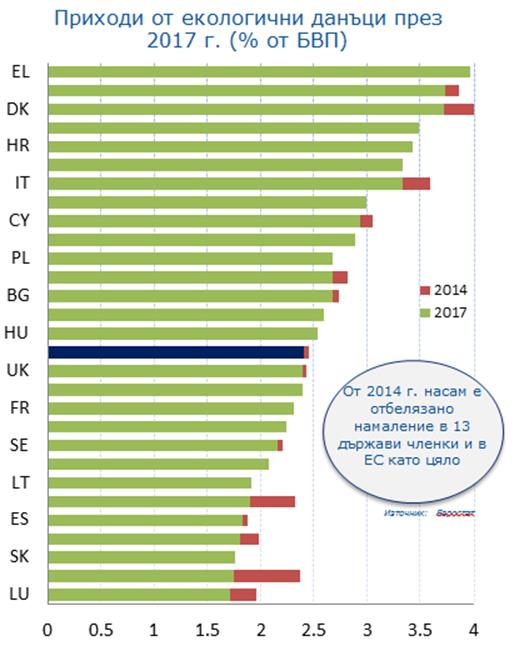 Приходи от екологични данъци през
2017 г. (% от БВП)
EL
DK
HR
IT
CY
PL
BG
HU
UK
FR
SE
LT
ES
SK
LU
2014
2017
От 2014 г. насам е
отбелязано
намаление в 13
държави членки и в
ЕС като цяло
Източник: Евростат
0 0.5 1 1.5 2 2.5 3 3.5 4